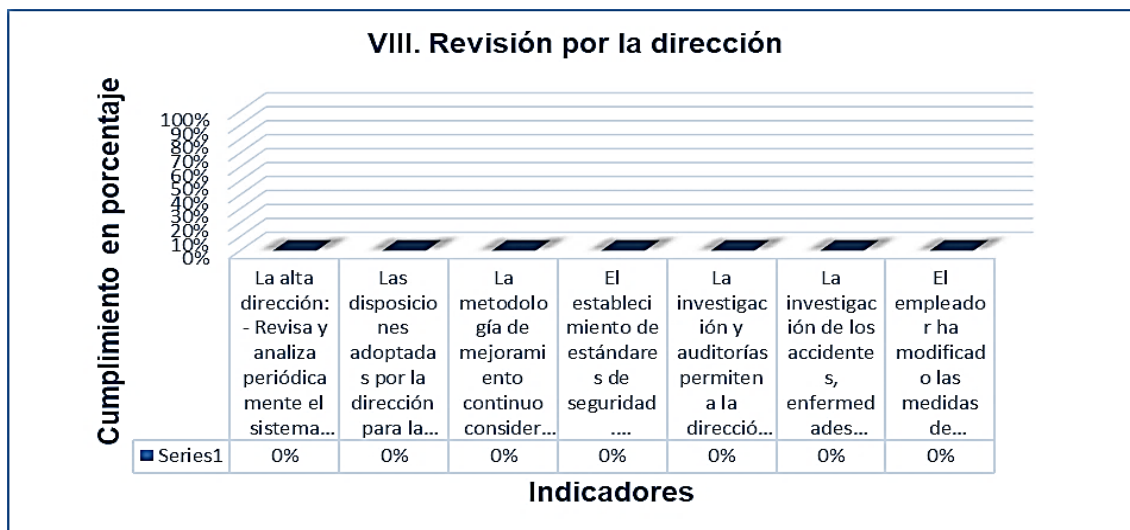 VIII. Revisión por la dirección
Cumplimiento en porcentaje
100%
90%
80%
70%
60%
50%
40%
30%
20%
10%
0%
La alta
dirección:
- Revisa y
analiza
periódica
mente el
sistema...
Las
disposicio
nes
adoptada
s por la
dirección
para la...
La
metodolo
gía de
mejorami
ento
continuo
consider...
El
estableci
miento de
estándare
s de
seguridad
....
La
investigac
ión y
auditorías
permiten
a la
direcció...
La
investigac
ión de los
accidente
s,
enfermed
ades...
El
empleado
r ha
modificad
o las
medidas
de...
Series1 0% 0% 0% 0% 0% 0% 0%
Indicadores